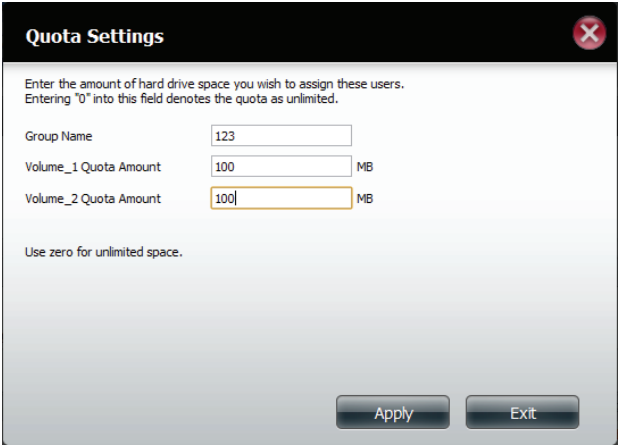 Quota Settings
Enter the amount of hard drive space you wish to assign these users.
Entering "0" into this field denotes the quota as unlimited.
Group Name 123
Volume_1 Quota Amount 100 MB
Volume_2 Quota Amount 100 MB
Use zero for unlimited space.
Apply Exit